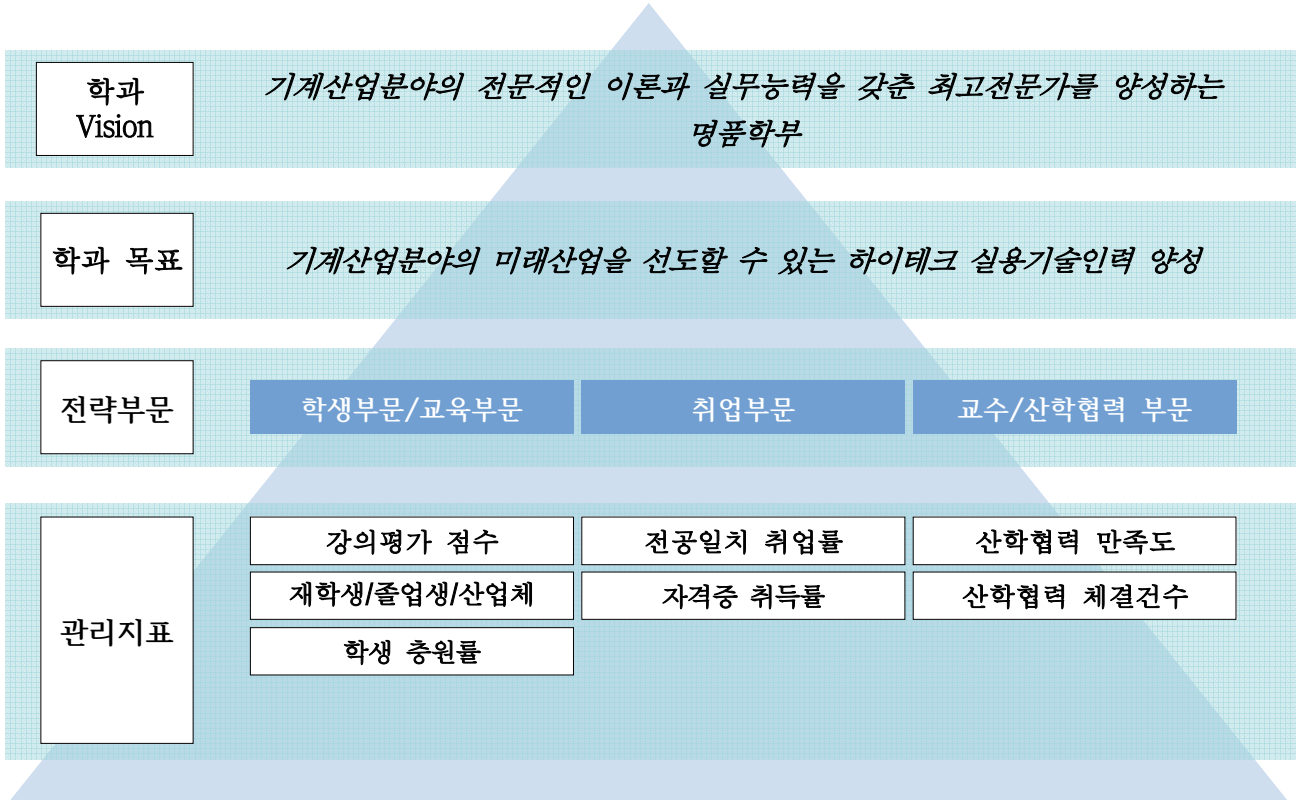 학과
Vision
기계산업분야의 전문적인 이론과 실무능력을 갖춘 최고전문가를 양성하는
명품학부
학과 목표
기계산업분야의 미래산업을 선도할 수 있는 하이테크 실용기술인력 양성
전략부문
학생부문/교육부문
취업부문
교수/산학협력 부문
관리지표
강의평가 점수
전공일치 취업률
산학협력 만족도
재학생/졸업생/산업체
자격증 취득률
산학협력 체결건수
학생 충원률